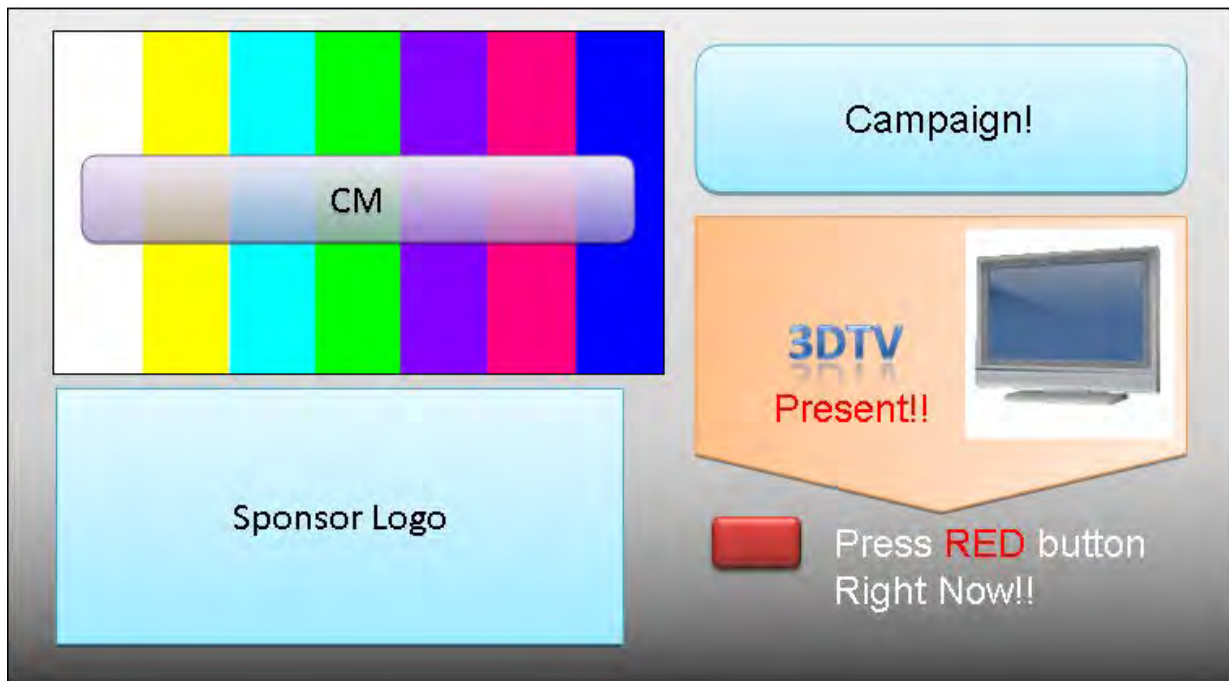 CM
Sponsor Logo
Campaign!
3DTV
Present!!
Press RED button
Right Now!!